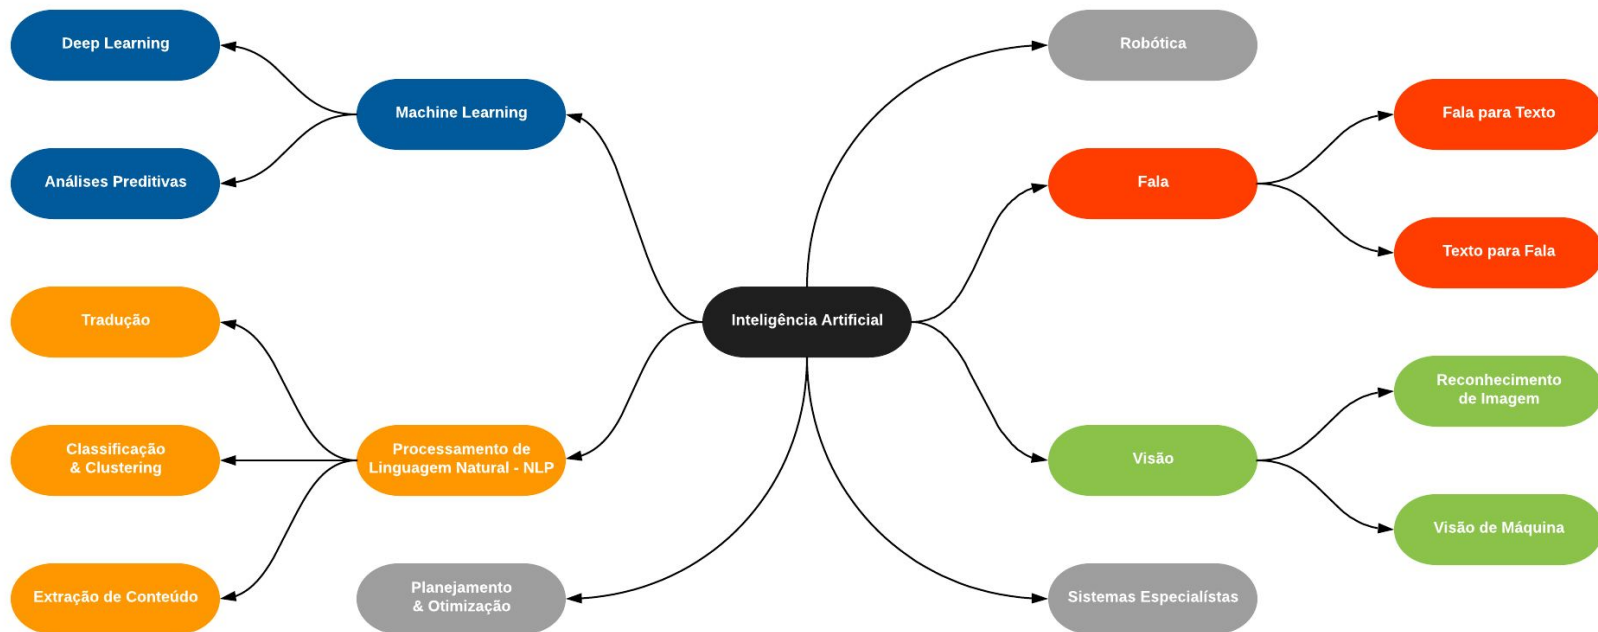 Deep Learning
Robótica
Machine Learning
Fala para Texto
Análises Preditivas
Fala
Texto para Fala
Tradução
Inteligência Artificial
Reconhecimento
de Imagem
Classificação
& Clustering
Processamento de
Linguagem Natural - NLP
Visão
Visão de Máquina
Extração de Conteúdo
Planejamento
& Otimização
Sistemas Especialístas